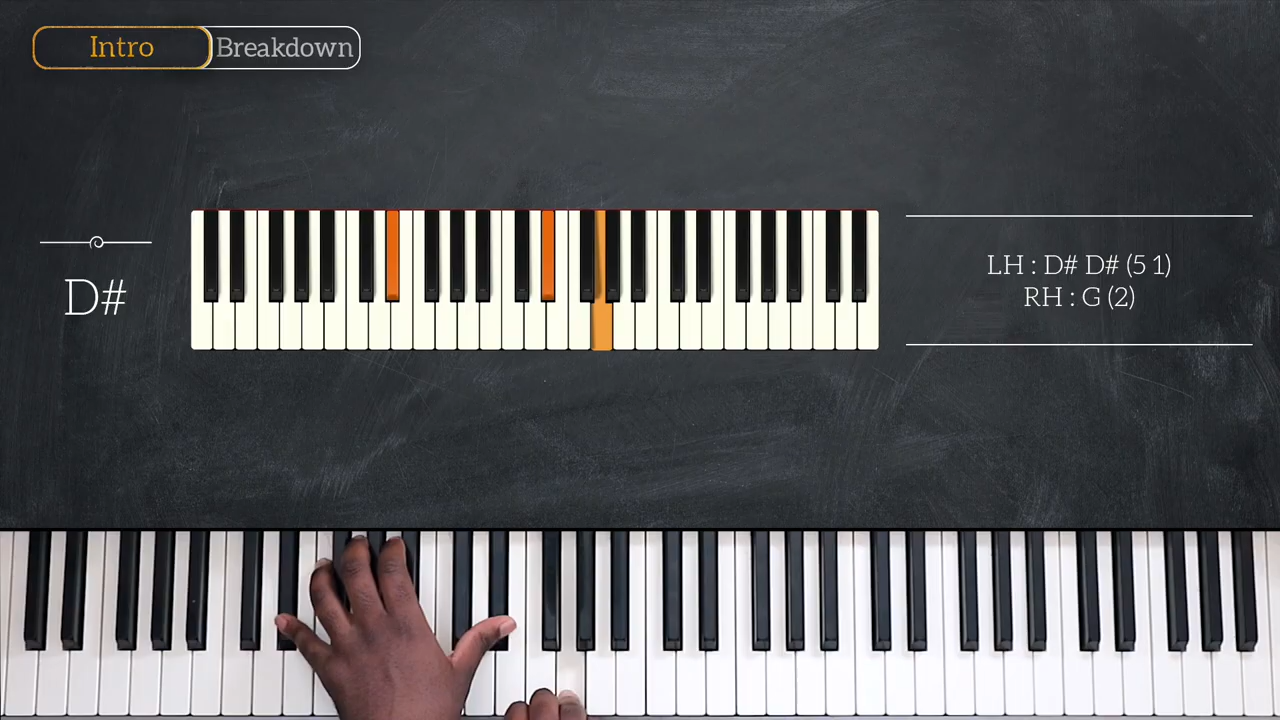 Intro
Breakdown
D#
LH : D# D# (5 1)
RH : G (2)